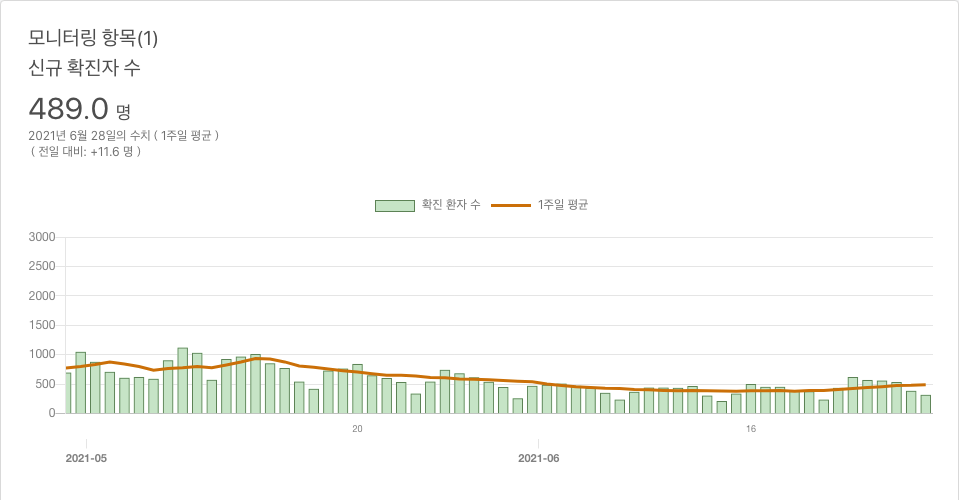 모니터링 항목(1)
신규 확진자 수
489.0 명
2021년 6월 28일의 수치 ( 1주일 평균 )
( 전일 대비: +11.6 명 )
확진 환자 수 1주일 평균
3000
2500
2000
1500
1000
500
0
20 16
2021-05 2021-06